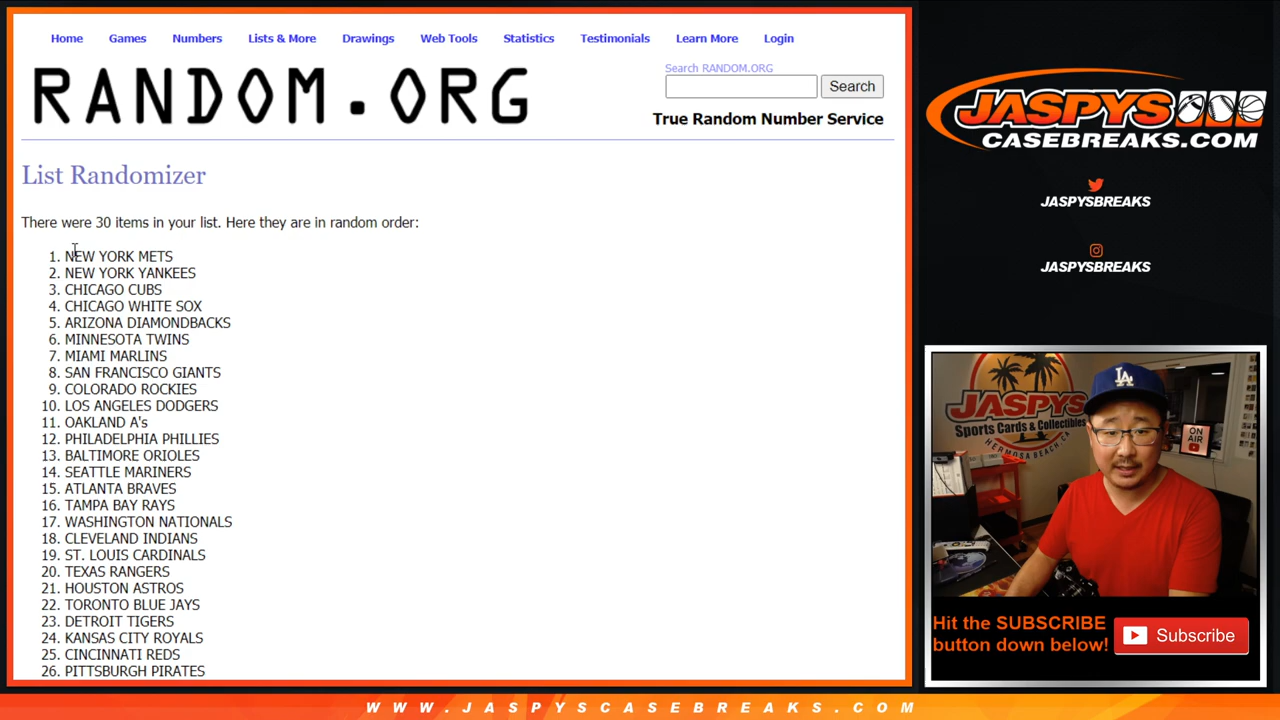 Home Games Numbers Lists & More Drawings Web Tools Statistics Testimonials Learn More Login
RANDOM.ORG
Search RANDOM.ORG
Search
True Random Number Service
List Randomizer
There were 30 items in your list. Here they are in random order:
1. NEW YORK METS
2. NEW YORK YANKEES
3. CHICAGO CUBS
4. CHICAGO WHITE SOX
5. ARIZONA DIAMONDBACKS
6. MINNESOTA TWINS
7. MIAMI MARLINS
8. SAN FRANCISCO GIANTS
9. COLORADO ROCKIES
10. LOS ANGELES DODGERS
11. OAKLAND A's
12. PHILADELPHIA PHILLIES
13. BALTIMORE ORIOLES
14. SEATTLE MARINERS
15. ATLANTA BRAVES
16. TAMPA BAY RAYS
17. WASHINGTON NATIONALS
18. CLEVELAND INDIANS
19. ST. LOUIS CARDINALS
20. TEXAS RANGERS
21. HOUSTON ASTROS
22. TORONTO BLUE JAYS
23. DETROIT TIGERS
24. KANSAS CITY ROYALS
25. CINCINNATI REDS
26. PITTSBURGH PIRATES
JASPYS
CASEBREAKS.COM
JASPYSBREAKS
JASPYSBREAKS
JASPYS
Sports Cards & Collectibles
HERMOSA BEACH, CA
LA
ON
AIR
Hit the SUBSCRIBE
button down below!
Subscribe
WWW.JASPYSCASEBREAKS.COM